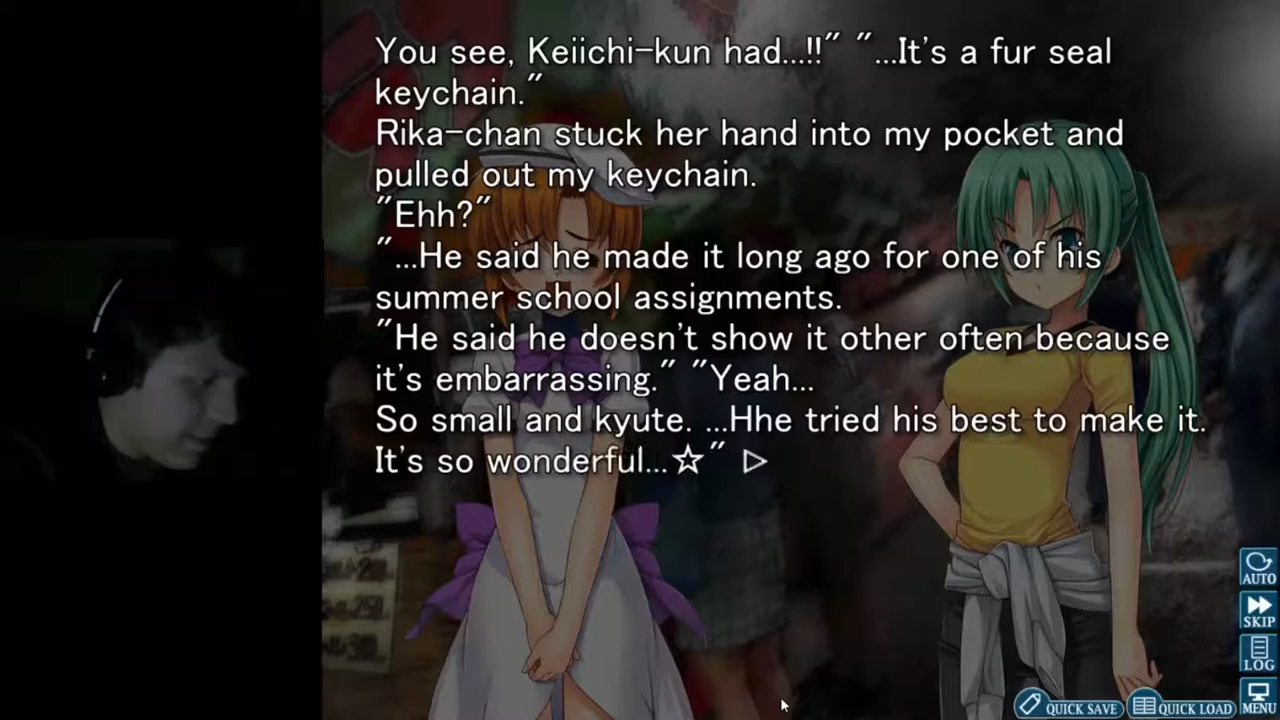 You see, Keiichi-kun had...!!" "...It's a fur seal
keychain."
Rika-chan stuck her hand into my pocket and
pulled out my keychain.
"Ehh?"
"...He said he made it long ago for one of his
summer school assignments.
"He said he doesn't show it other often because
it's embarrassing." "Yeah...
So small and kyute. ...Hhe tried his best to make it.
It's so wonderful...☆" ▷
AUTO
SKIP
LOG
MENU
QUICK SAVE
QUICK LOAD